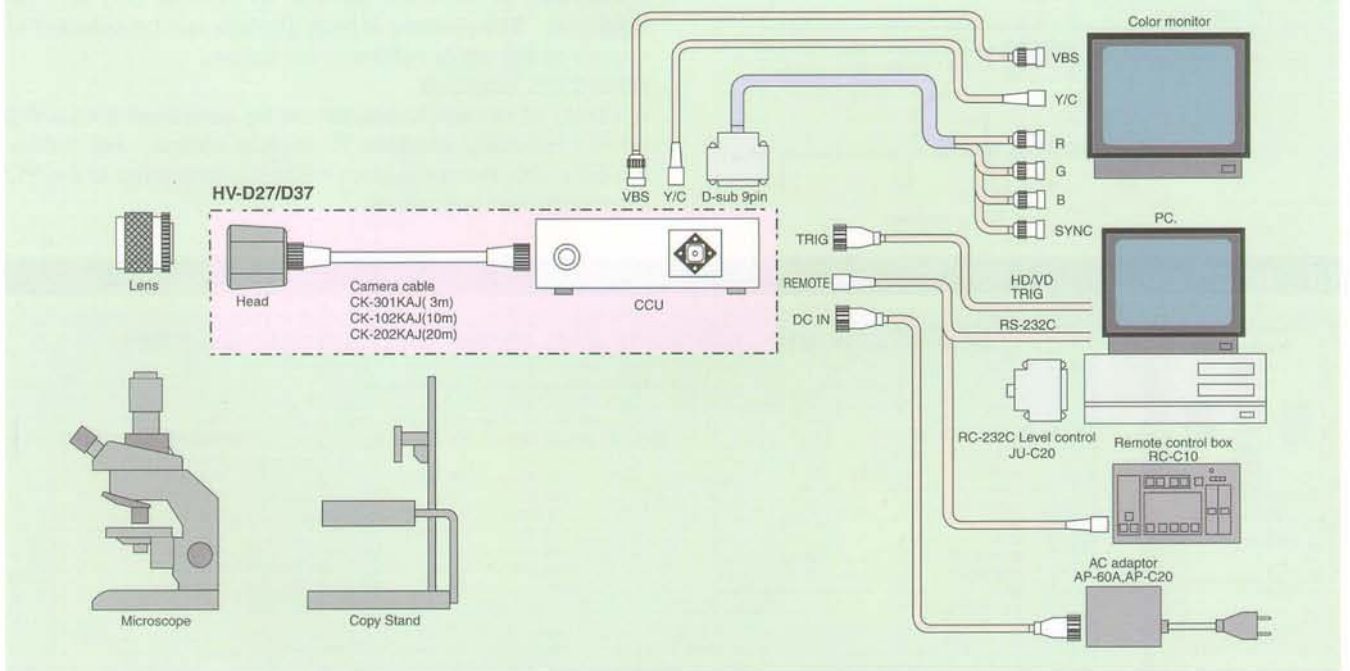 Color monitor
VBS
Y/C
R
G
B
SYNC
VBS Y/C D-sub 9pin
HV-D27/D37
Lens
Head
Camera cable
CK-301KAJ( 3m)
CK-102KAJ(10m)
CK-202KAJ(20m)
CCU
TRIG
REMOTE
DC IN
PC.
HD/VD
TRIG
RS-232C
RC-232C Level control
JU-C20
Remote control box
RC-C10
AC adaptor
AP-60A,AP-C20
Microscope
Copy Stand